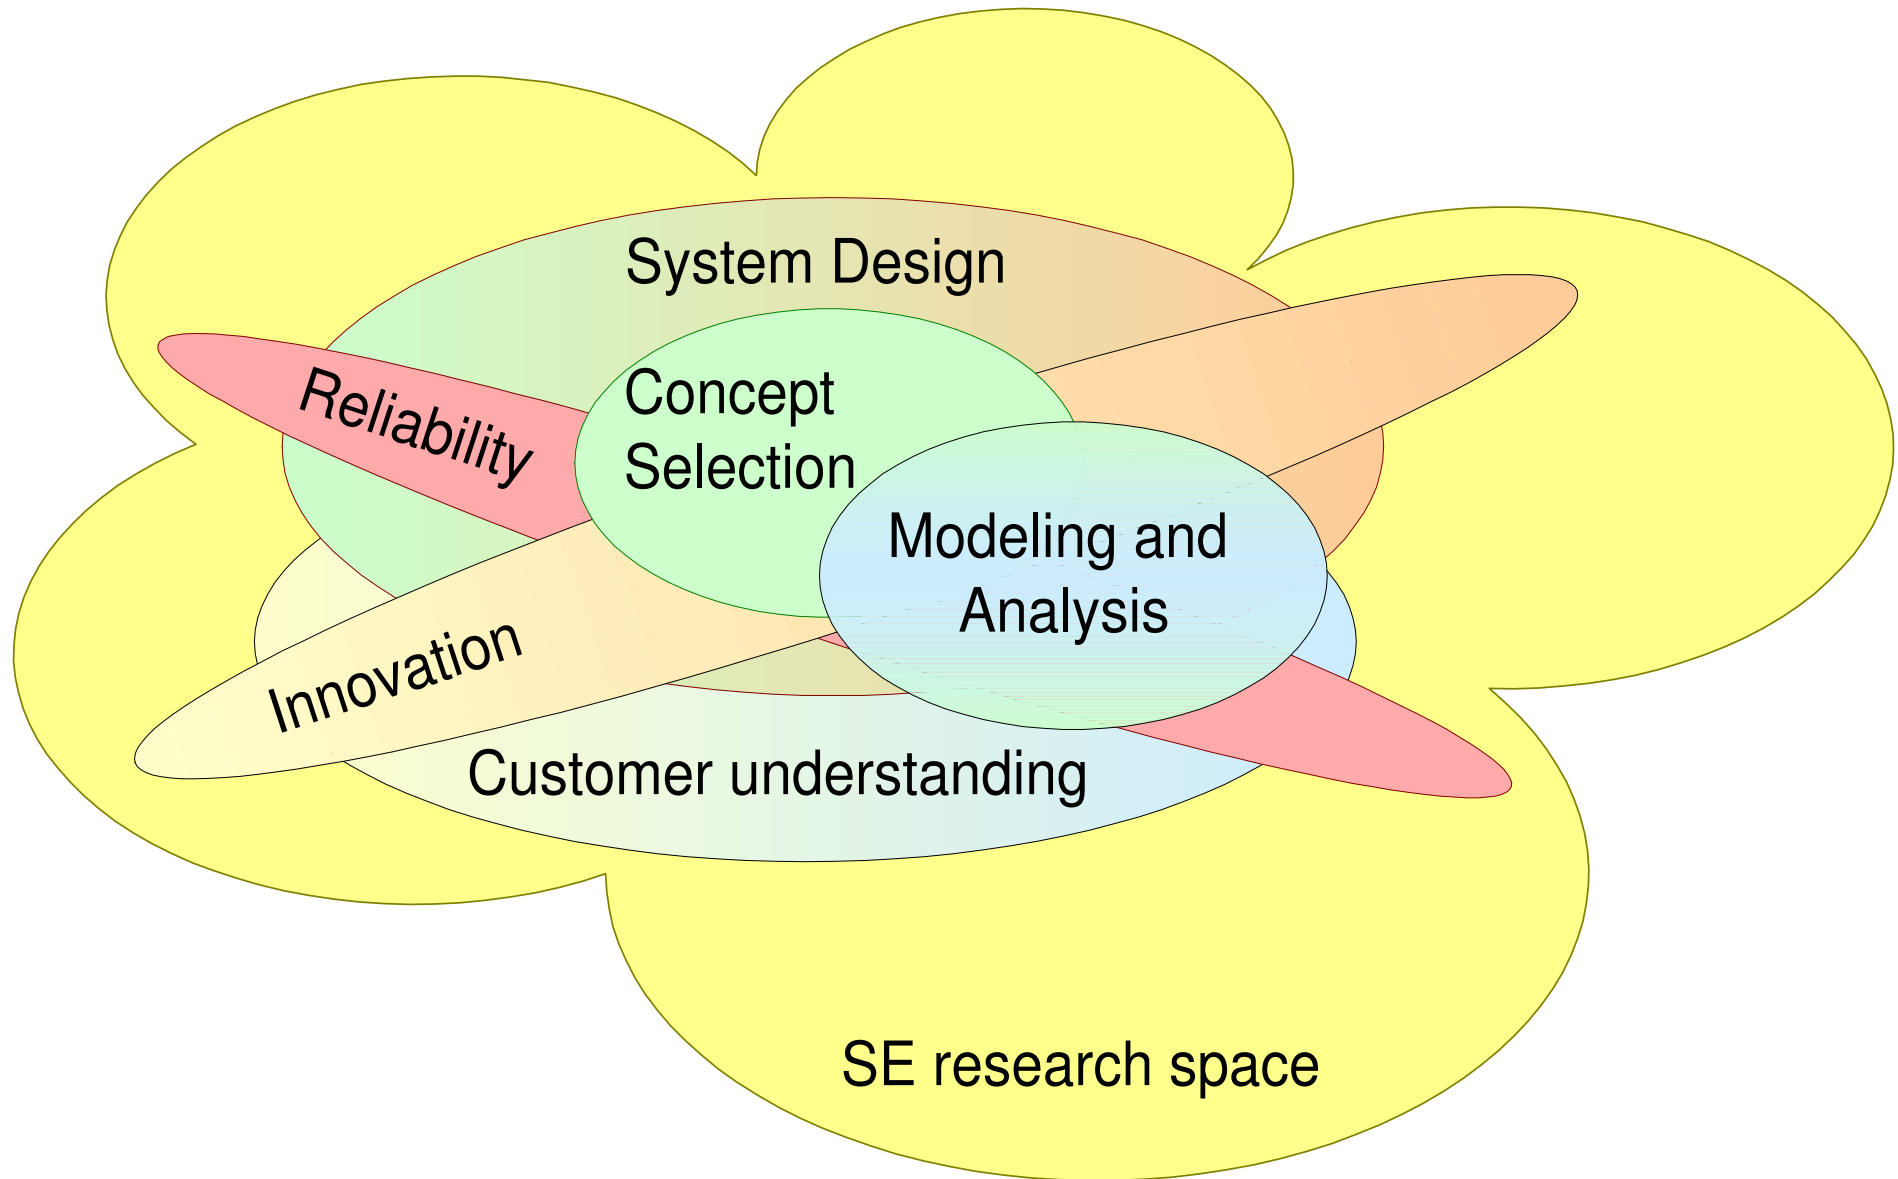 System Design
Reliability
Concept
Selection
Modeling and
Analysis
Innovation
Customer understanding
SE research space